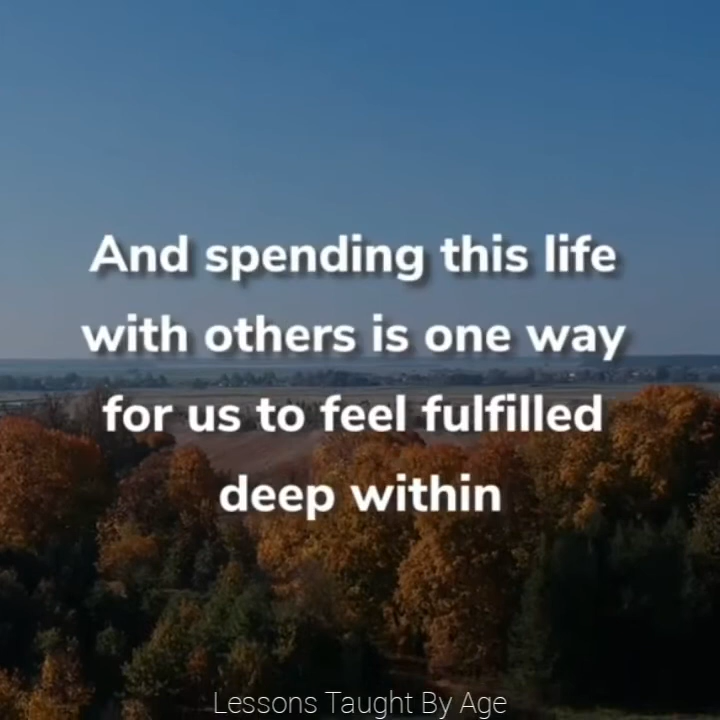 And spending this life
with others is one way
for us to feel fulfilled
deep within
Lessons Taught By Age